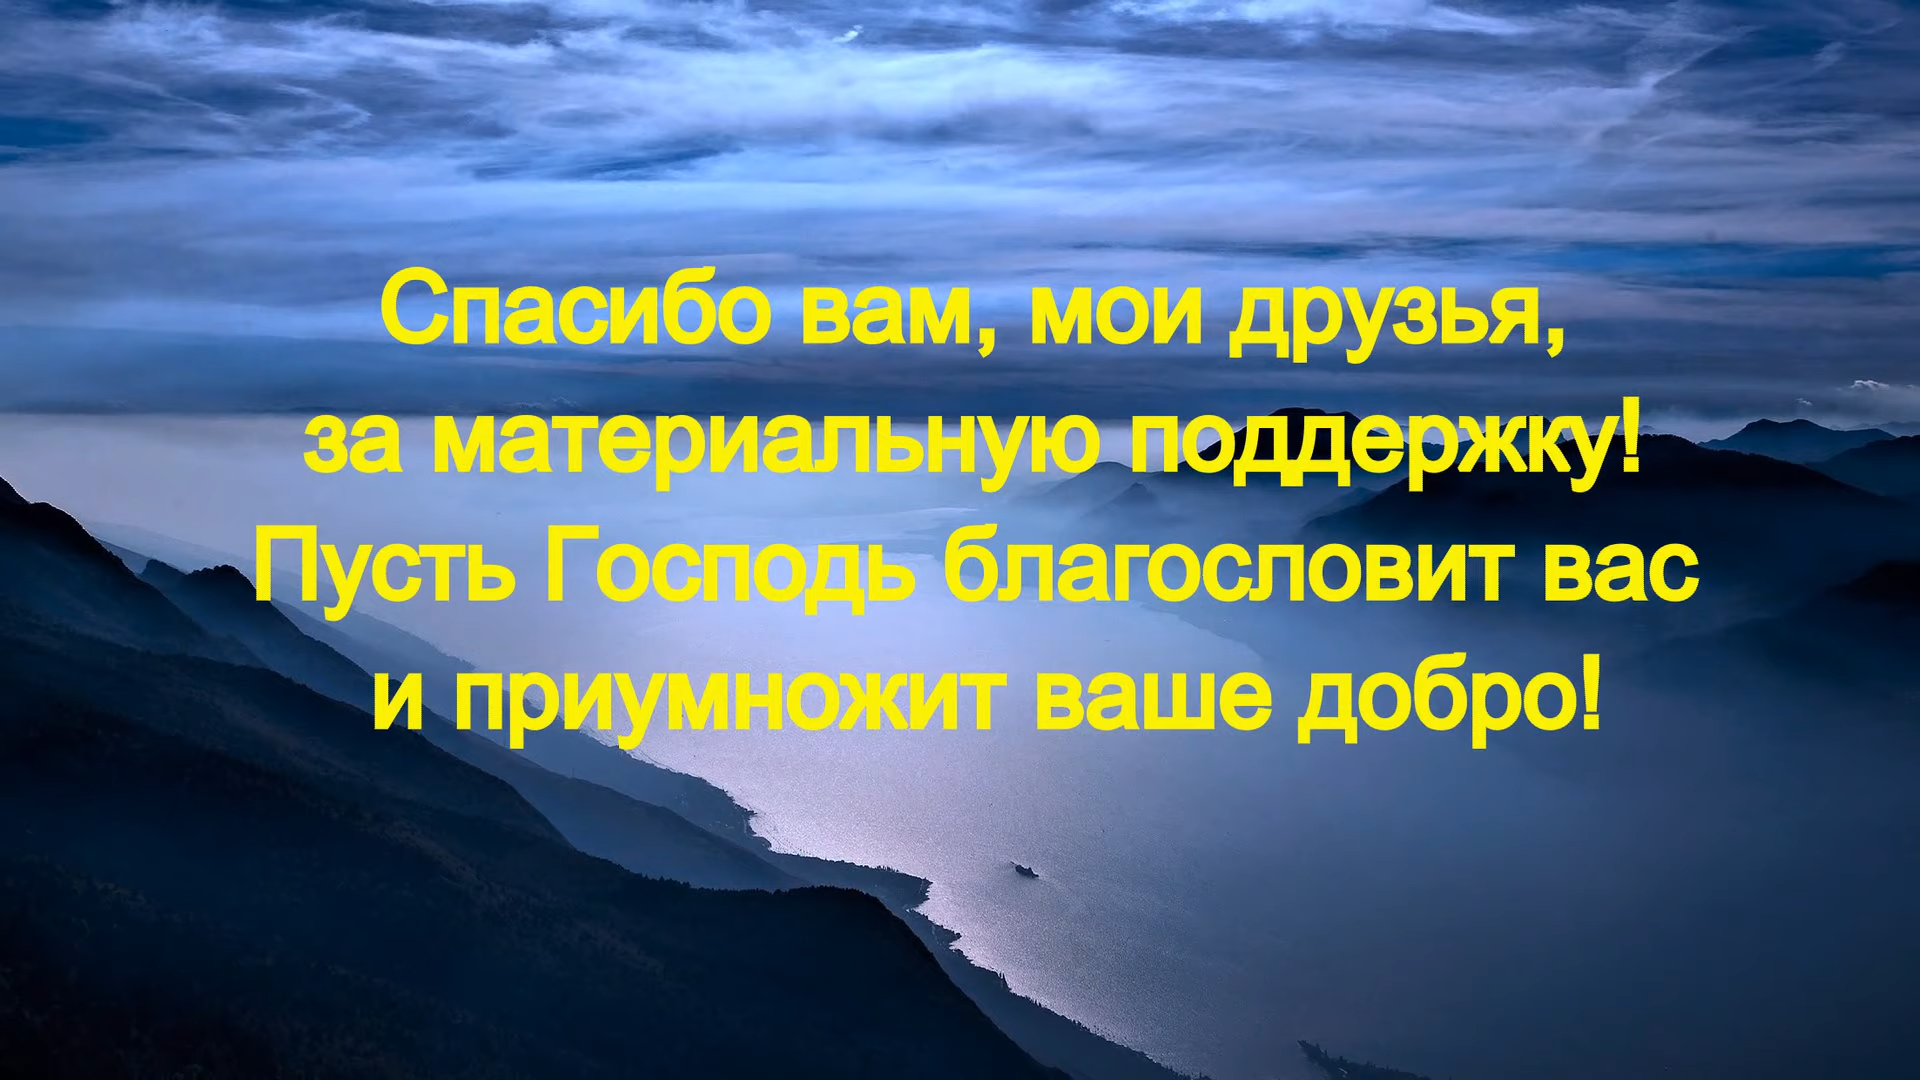 Спасибо вам, мои друзья,
за материальную поддержку!
Пусть Господь благословит вас
и приумножит ваше добро!